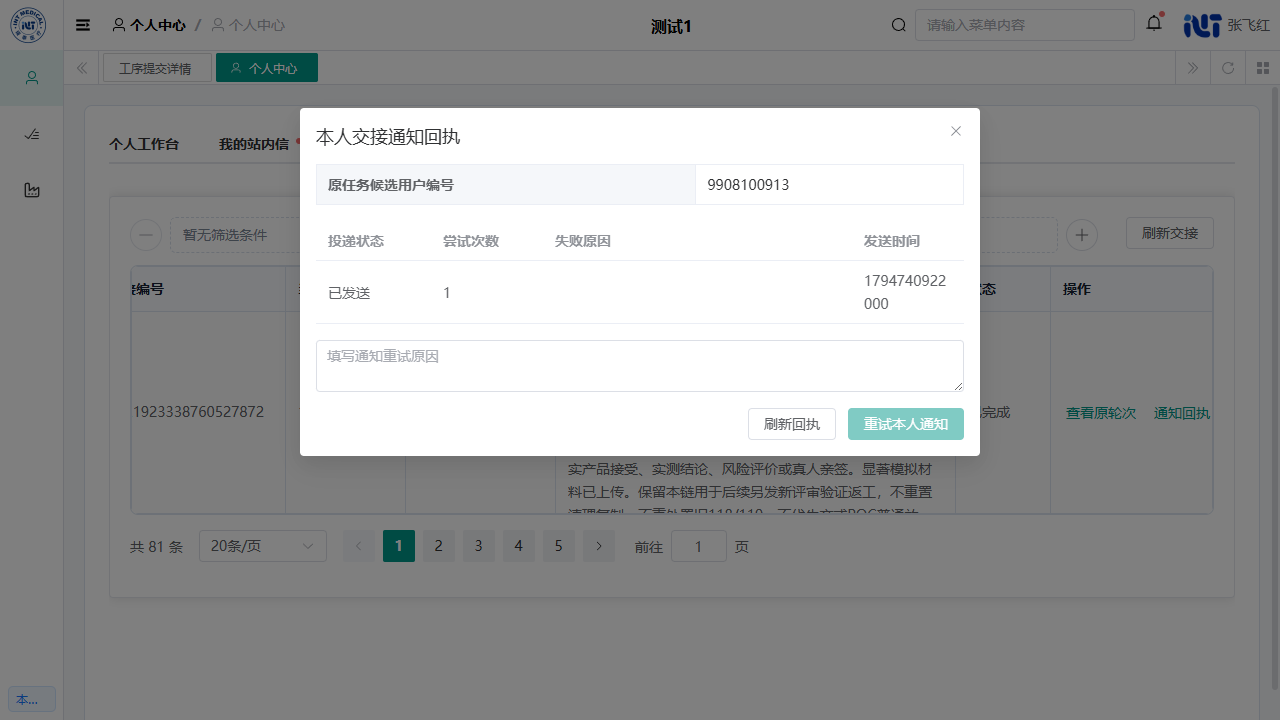 个人中心 / 个人中心
测试1
请输入菜单内容
张飞红
工序提交详情
个人中心
个人工作台
我的站内信
本人交接通知回执
原任务候选用户编号
9908100913
暂无筛选条件
刷新交接
投递状态
尝试次数
失败原因
发送时间
编号
操作
已发送
1
1794740922
000
填写通知重试原因
1923338760527872
完成
查看原轮次
通知回执
刷新回执
重试本人通知
实产品接受、实测结论、风险评价或真人亲签。显著模拟材
料已上传。保留本链用于后续另发新评审验证返工，不重置
共 81 条
20条/页
1
2
3
4
5
前往
1
页
本...